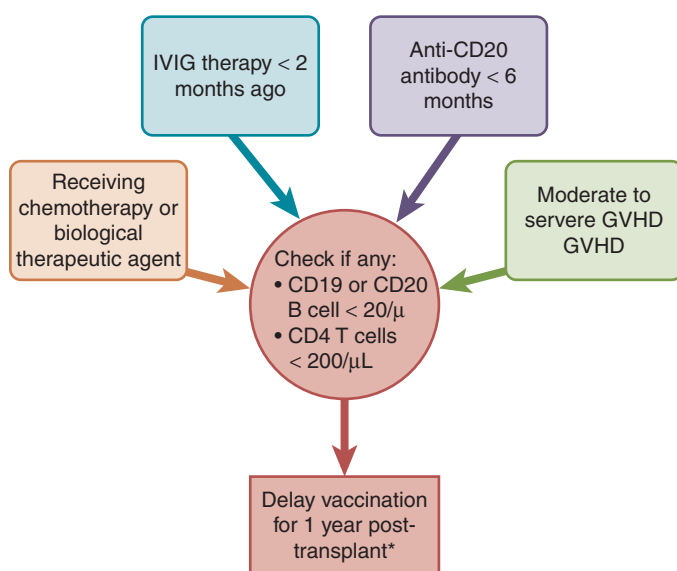 IVIG therapy < 2
months ago
Anti-CD20
antibody < 6
months
Receiving
chemotherapy or
biological
therapeutic agent
Moderate to
servere GVHD
GVHD
Check if any:
• CD19 or CD20
B cell < 20/μ
• CD4 T cells
< 200/μL
Delay vaccination
for 1 year post-
transplant*